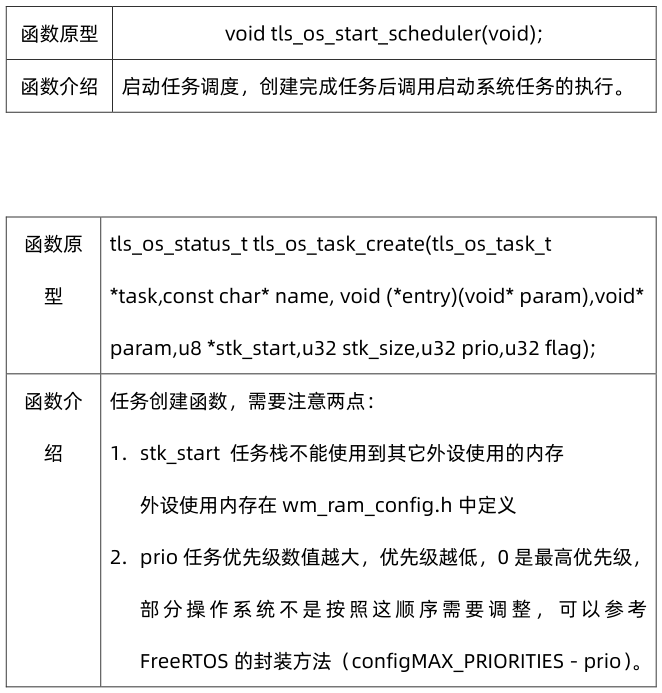 函数原型 void tls_os_start_scheduler(void);
函数介绍 启动任务调度，创建完成任务后调用启动系统任务的执行。
函数原 tls_os_status_t tls_os_task_create(tls_os_task_t
型 *task,const char* name, void (*entry)(void* param),void*
param,u8 *stk_start,u32 stk_size,u32 prio,u32 flag);
函数介 任务创建函数，需要注意两点：
绍 1. stk_start 任务栈不能使用到其它外设使用的内存
外设使用内存在 wm_ram_config.h 中定义
2. prio 任务优先级数值越大，优先级越低，0 是最高优先级，
部分操作系统不是按照这顺序需要调整，可以参考
FreeRTOS 的封装方法（configMAX_PRIORITIES - prio）。